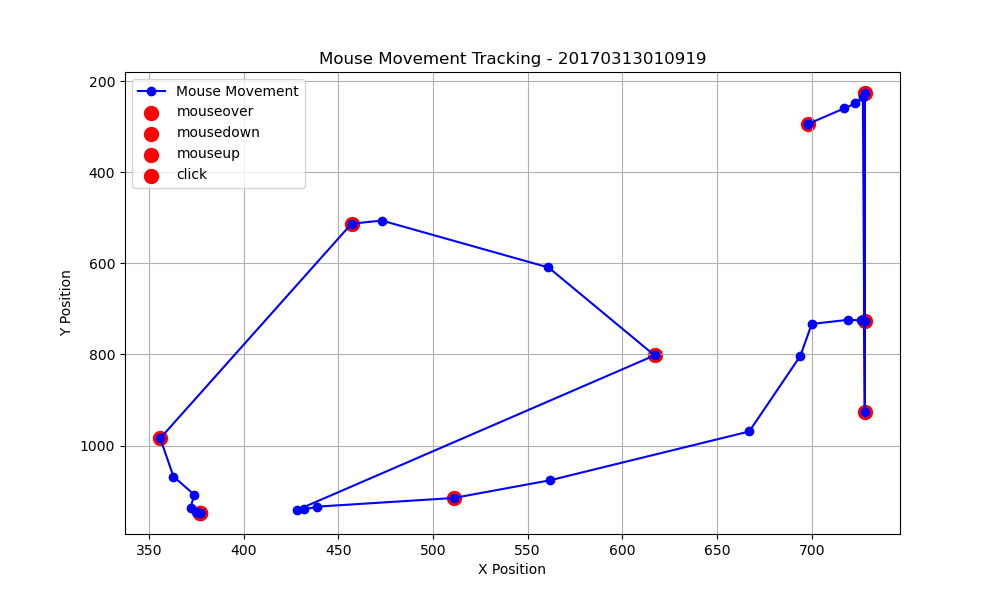 Mouse Movement Tracking - 20170313010919
Mouse Movement
mouseover
mousedown
mouseup
click
200
400
600
800
1000
Y Position
350 400 450 500 550 600 650 700
X Position